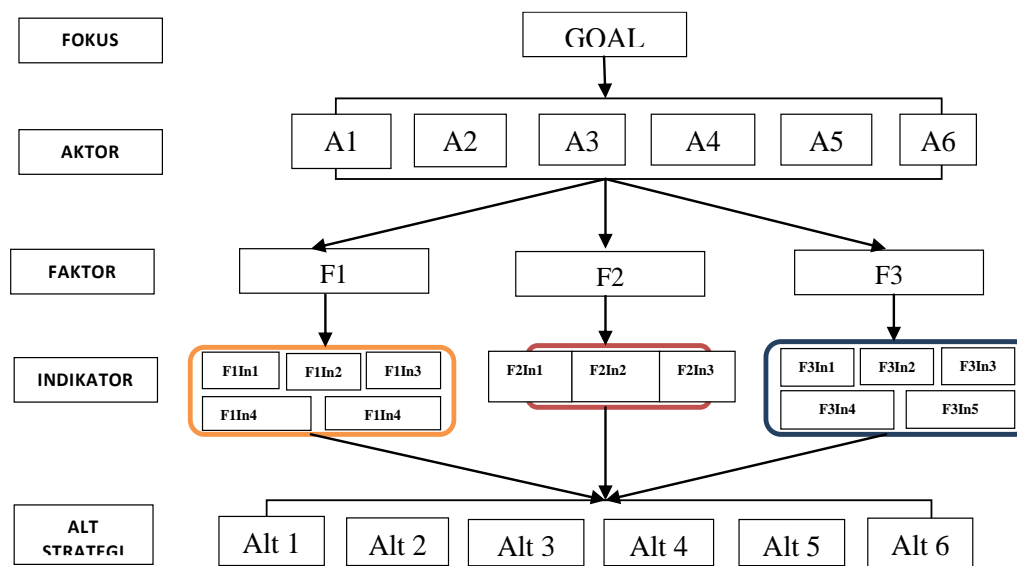 FOKUS
GOAL
AKTOR
A1
A2
A3
A4
A5
A6
FAKTOR
F1
F2
F3
INDIKATOR
F1In1
F1In2
F1In3
F1In4
F1In4
F2In1
F2In2
F2In3
F3In1
F3In2
F3In3
F3In4
F3In5
ALT
STRATEGI
Alt 1
Alt 2
Alt 3
Alt 4
Alt 5
Alt 6